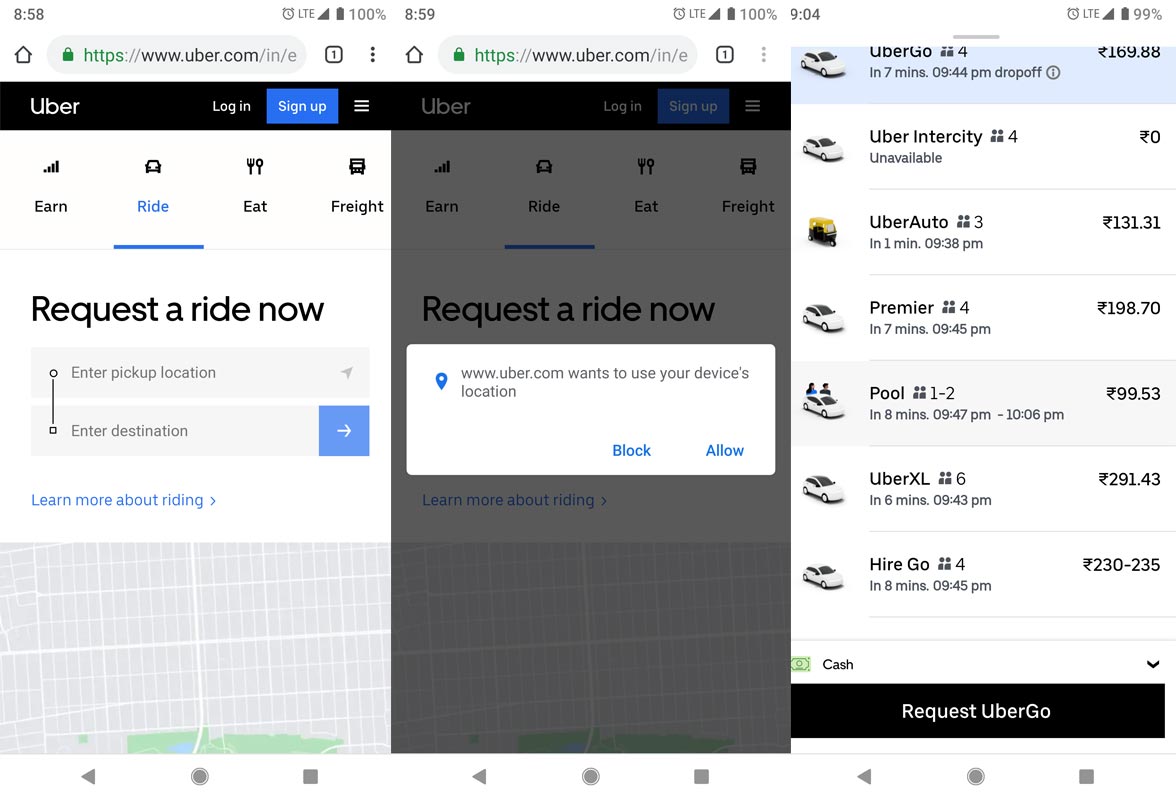 8:58
LTE
100%
https://www.uber.com/in/e
1
Uber
Log in
Sign up
Earn
Ride
Eat
Freight
Request a ride now
Enter pickup location
Enter destination
Learn more about riding
8:59
LTE
100%
https://www.uber.com/in/e
1
Uber
Log in
Sign up
Earn
Ride
Eat
Freight
Request a ride now
www.uber.com wants to use your device's
location
Block
Allow
Learn more about riding
9:04
LTE
99%
UberGo 4 ₹169.88
In 7 mins. 09:44 pm dropoff
Uber Intercity 4 ₹0
Unavailable
UberAuto 3 ₹131.31
In 1 min. 09:38 pm
Premier 4 ₹198.70
In 7 mins. 09:45 pm
Pool 1-2 ₹99.53
In 8 mins. 09:47 pm - 10:06 pm
UberXL 6 ₹291.43
In 6 mins. 09:43 pm
Hire Go 4 ₹230-235
In 8 mins. 09:45 pm
Cash
Request UberGo